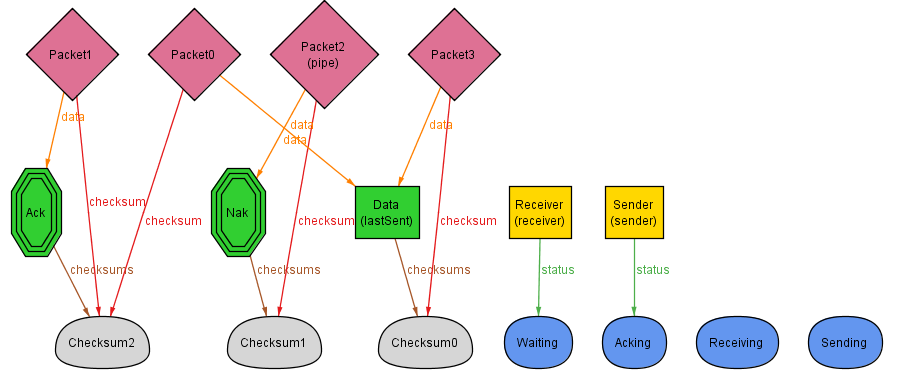 Packet1
Packet0
Packet2
(pipe)
Packet3
data
data
data
data
Ack
Nak
Data
(lastSent)
Receiver
(receiver)
Sender
(sender)
checksum
checksum
checksum
checksum
checksums
checksums
checksums
status
status
Checksum2
Checksum1
Checksum0
Waiting
Acking
Receiving
Sending